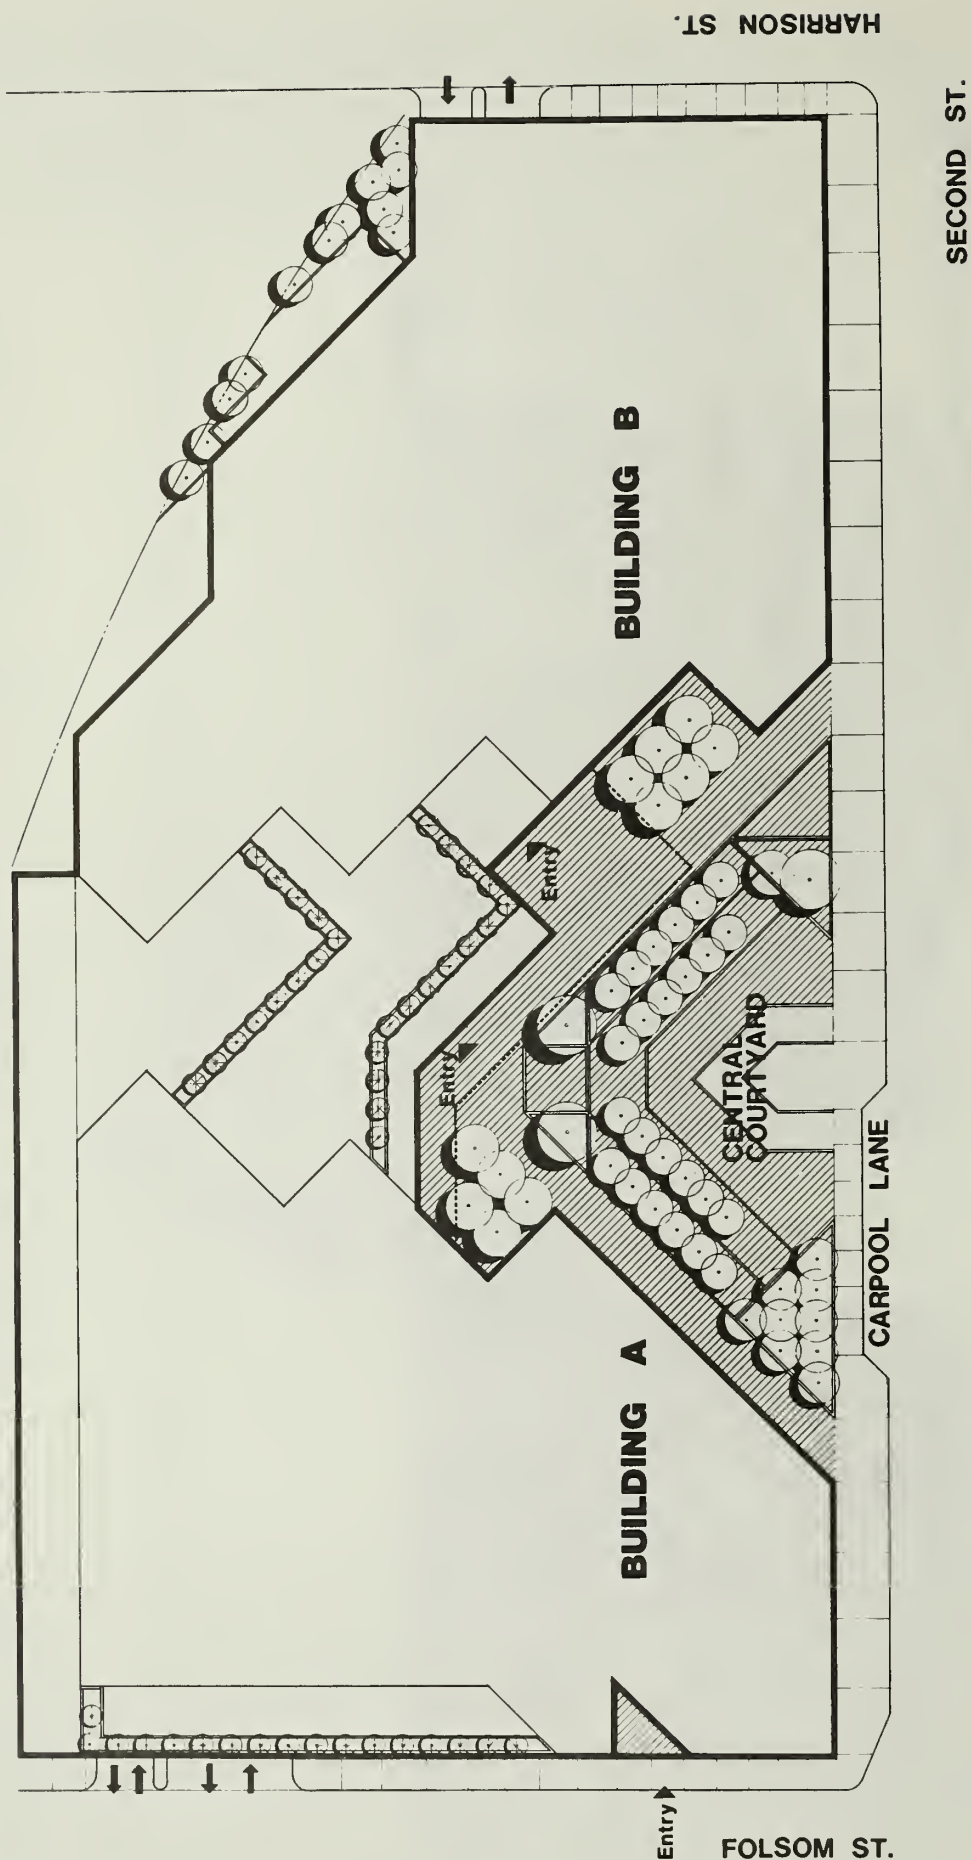 HARRISON ST.
SECOND ST.
BUILDING B
Entry
Entry
CENTRAL
COURTYARD
CARPOOL LANE
BUILDING A
Entry
FOLSOM ST.